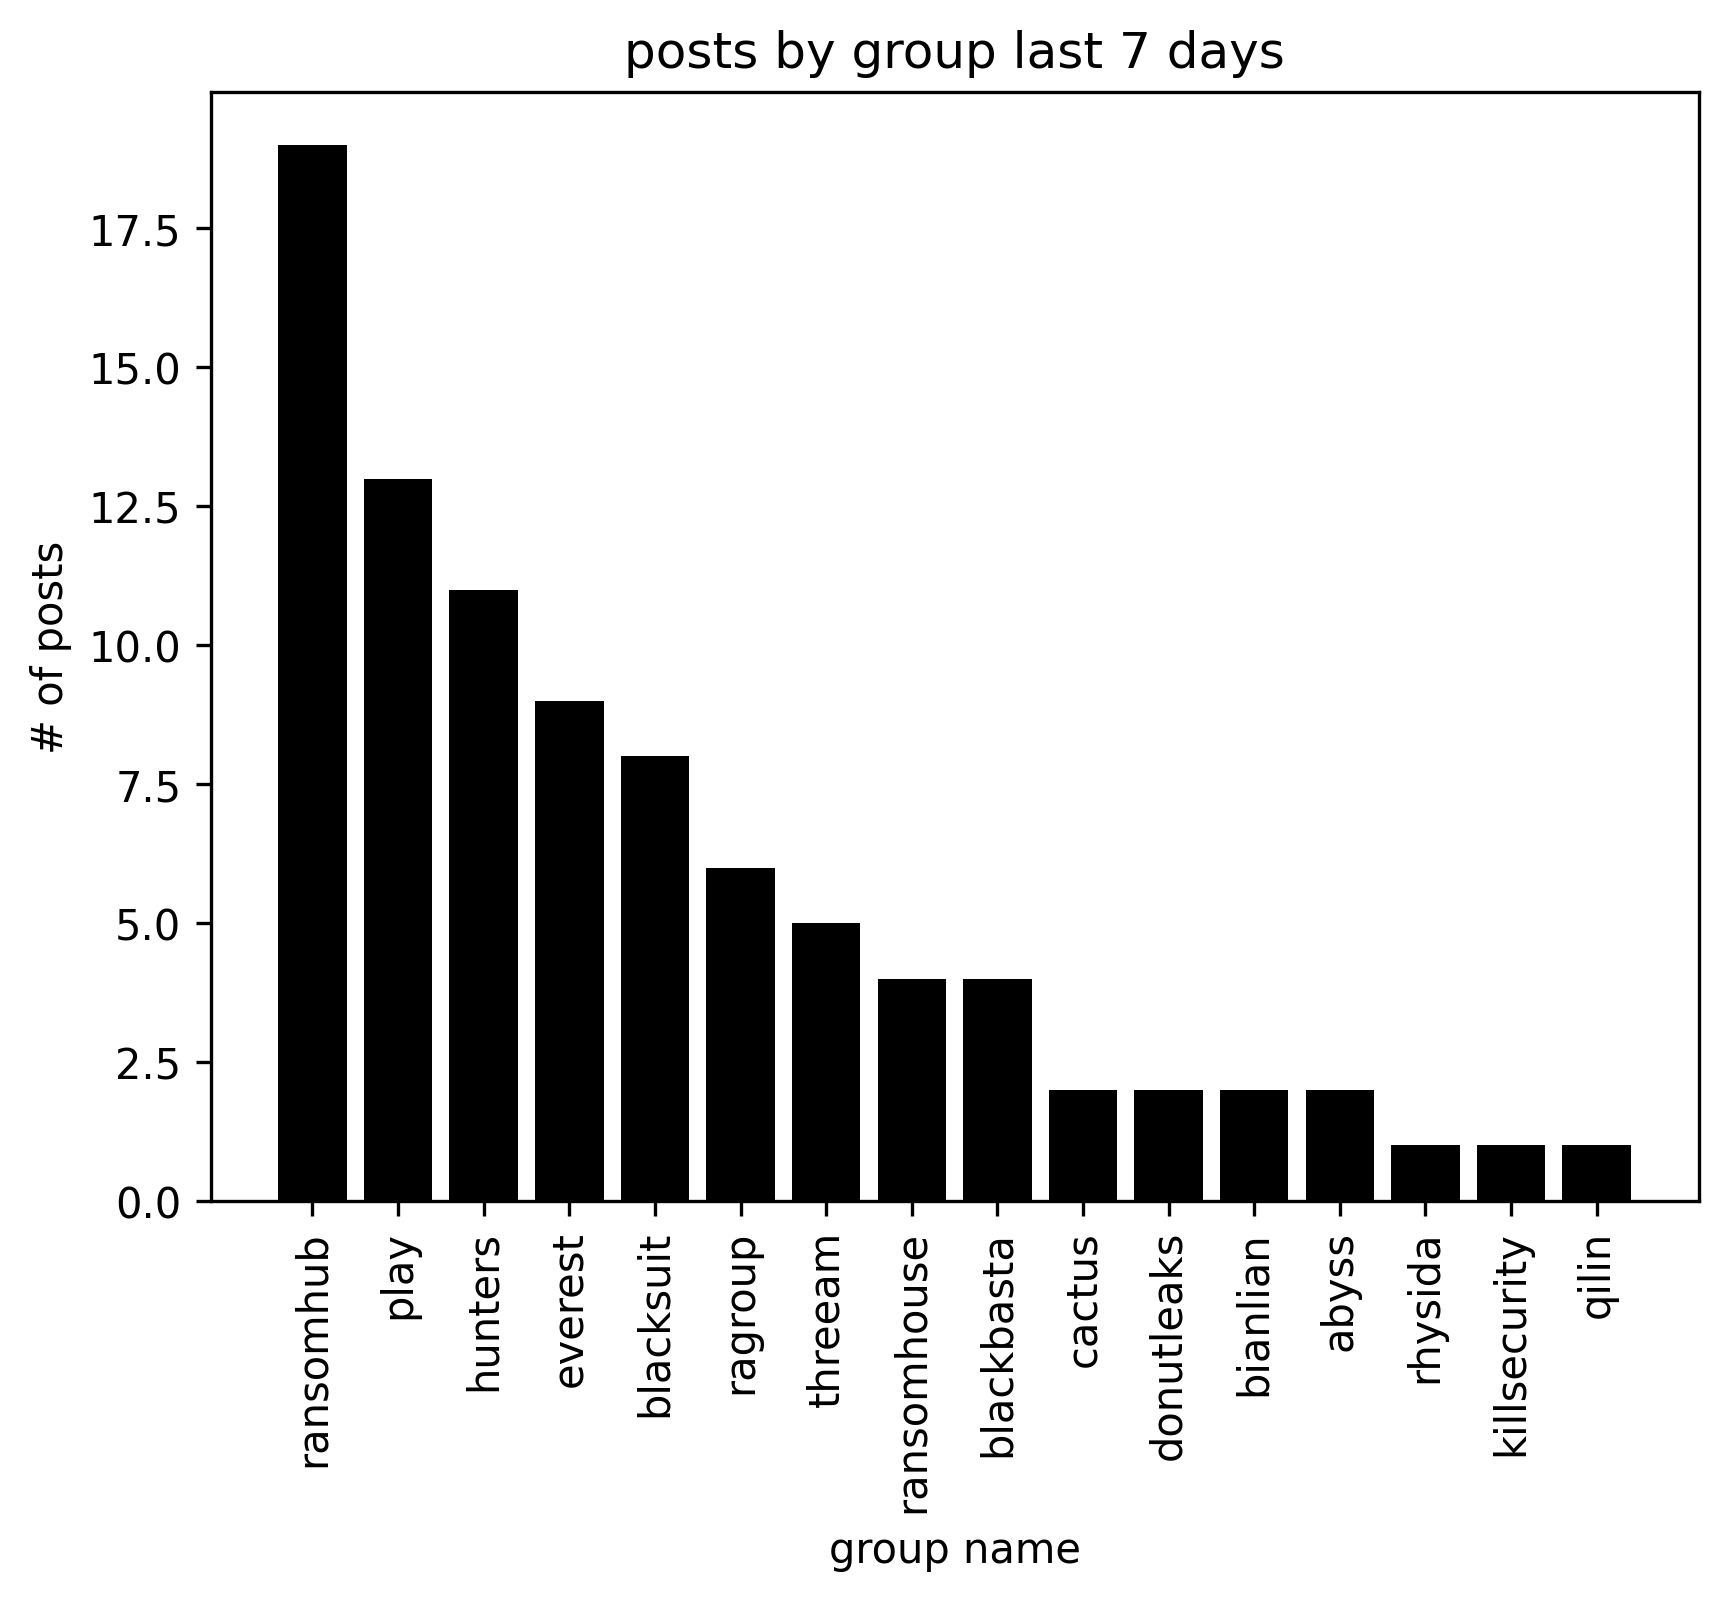 posts by group last 7 days
# of posts
17.5
15.0
12.5
10.0
7.5
5.0
2.5
0.0
ransomhub
play
hunters
everest
blacksuit
ragroup
threeam
ransomhouse
blackbasta
cactus
donutleaks
bianlian
abyss
rhysida
killsecurity
qilin
group name